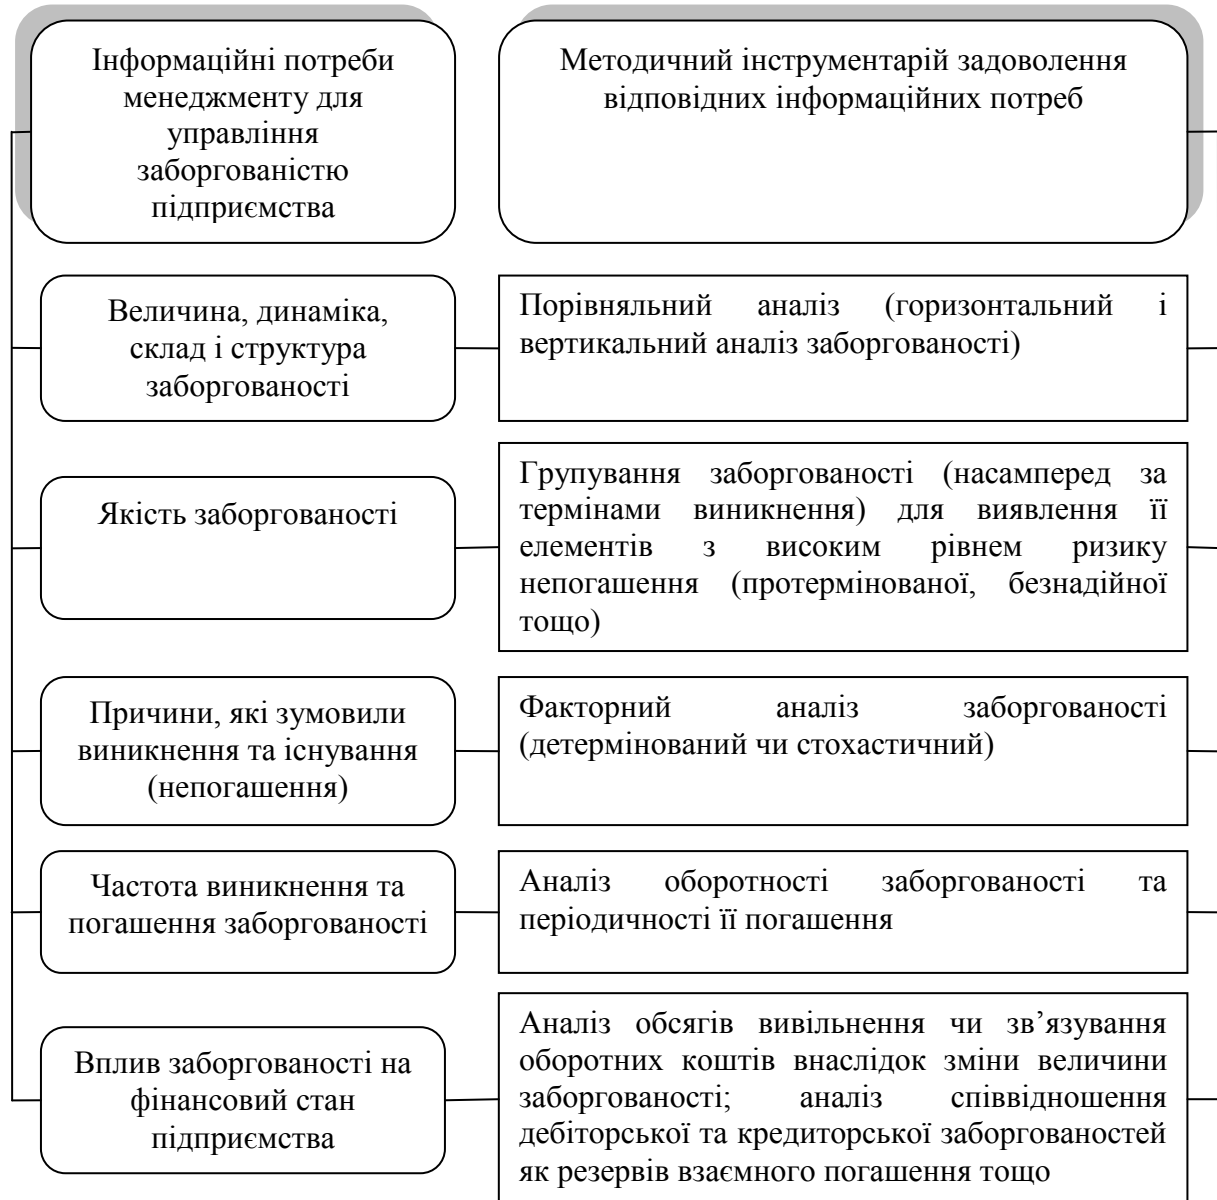 Інформаційні потреби
менеджменту для
управління
заборгованістю
підприємства
Методичний інструментарій задоволення
відповідних інформаційних потреб
Величина, динаміка,
склад і структура
заборгованості
Порівняльний аналіз (горизонтальний і
вертикальний аналіз заборгованості)
Якість заборгованості
Групування заборгованості (насамперед за
термінами виникнення) для виявлення її
елементів з високим рівнем ризику
непогашення (протермінованої, безнадійної
тощо)
Причини, які зумовили
виникнення та існування
(непогашення)
Факторний аналіз заборгованості
(детермінований чи стохастичний)
Частота виникнення та
погашення заборгованості
Аналіз оборотності заборгованості та
періодичності її погашення
Вплив заборгованості на
фінансовий стан
підприємства
Аналіз обсягів вивільнення чи зв’язування
оборотних коштів внаслідок зміни величини
заборгованості; аналіз співвідношення
дебіторської та кредиторської заборгованостей
як резервів взаємного погашення тощо